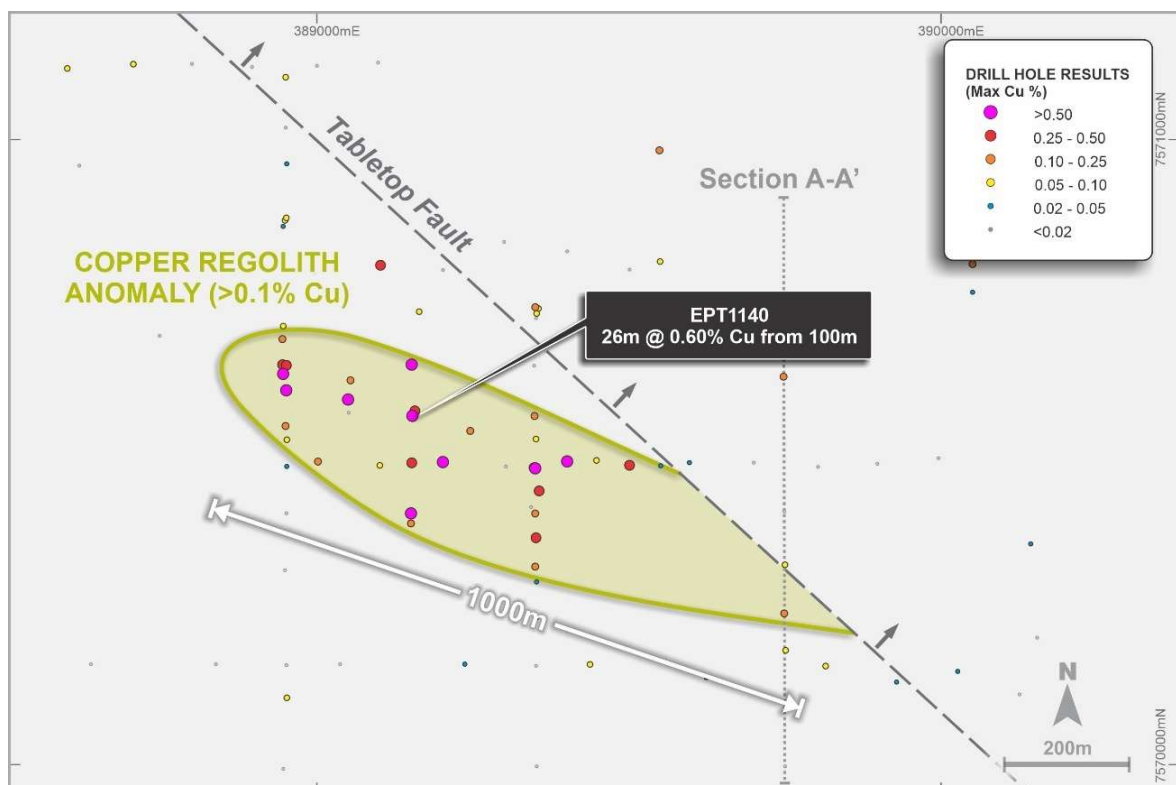 389000mE
390000mE
DRILL HOLE RESULTS
(Max Cu %)
>0.50
0.25 - 0.50
0.10 - 0.25
0.05 - 0.10
0.02 - 0.05
<0.02
7571000mN
Tabletop Fault
Section A-A’
COPPER REGOLITH
ANOMALY (>0.1% Cu)
EPT1140
26m @ 0.60% Cu from 100m
1000m
N
200m
7570000mN